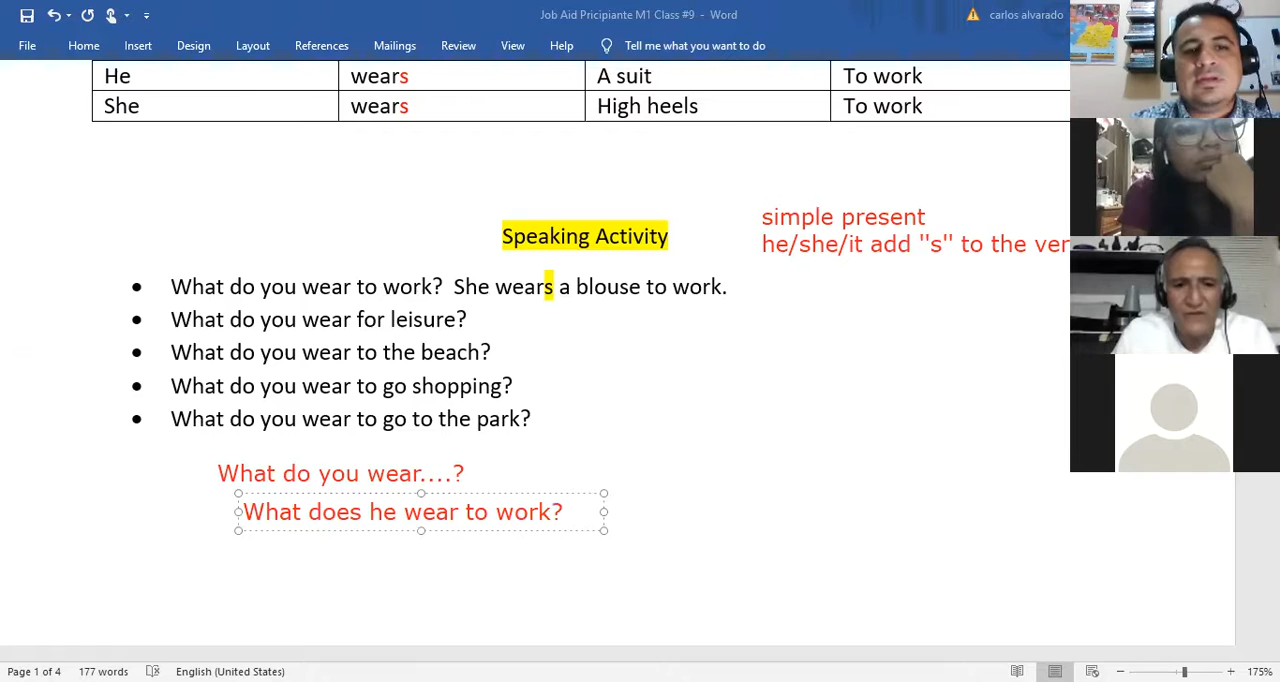 Job Aid Pricipiante M1 Class #9 - Word
carlos alvarado
File Home Insert Design Layout References Mailings Review View Help Tell me what you want to do
He wears A suit To work
She wears High heels To work
simple present
Speaking Activity
he/she/it add "s" to the ver
• What do you wear to work? She wears a blouse to work.
• What do you wear for leisure?
• What do you wear to the beach?
• What do you wear to go shopping?
• What do you wear to go to the park?
What do you wear....?
What does he wear to work?
Page 1 of 4 177 words English (United States) 175%